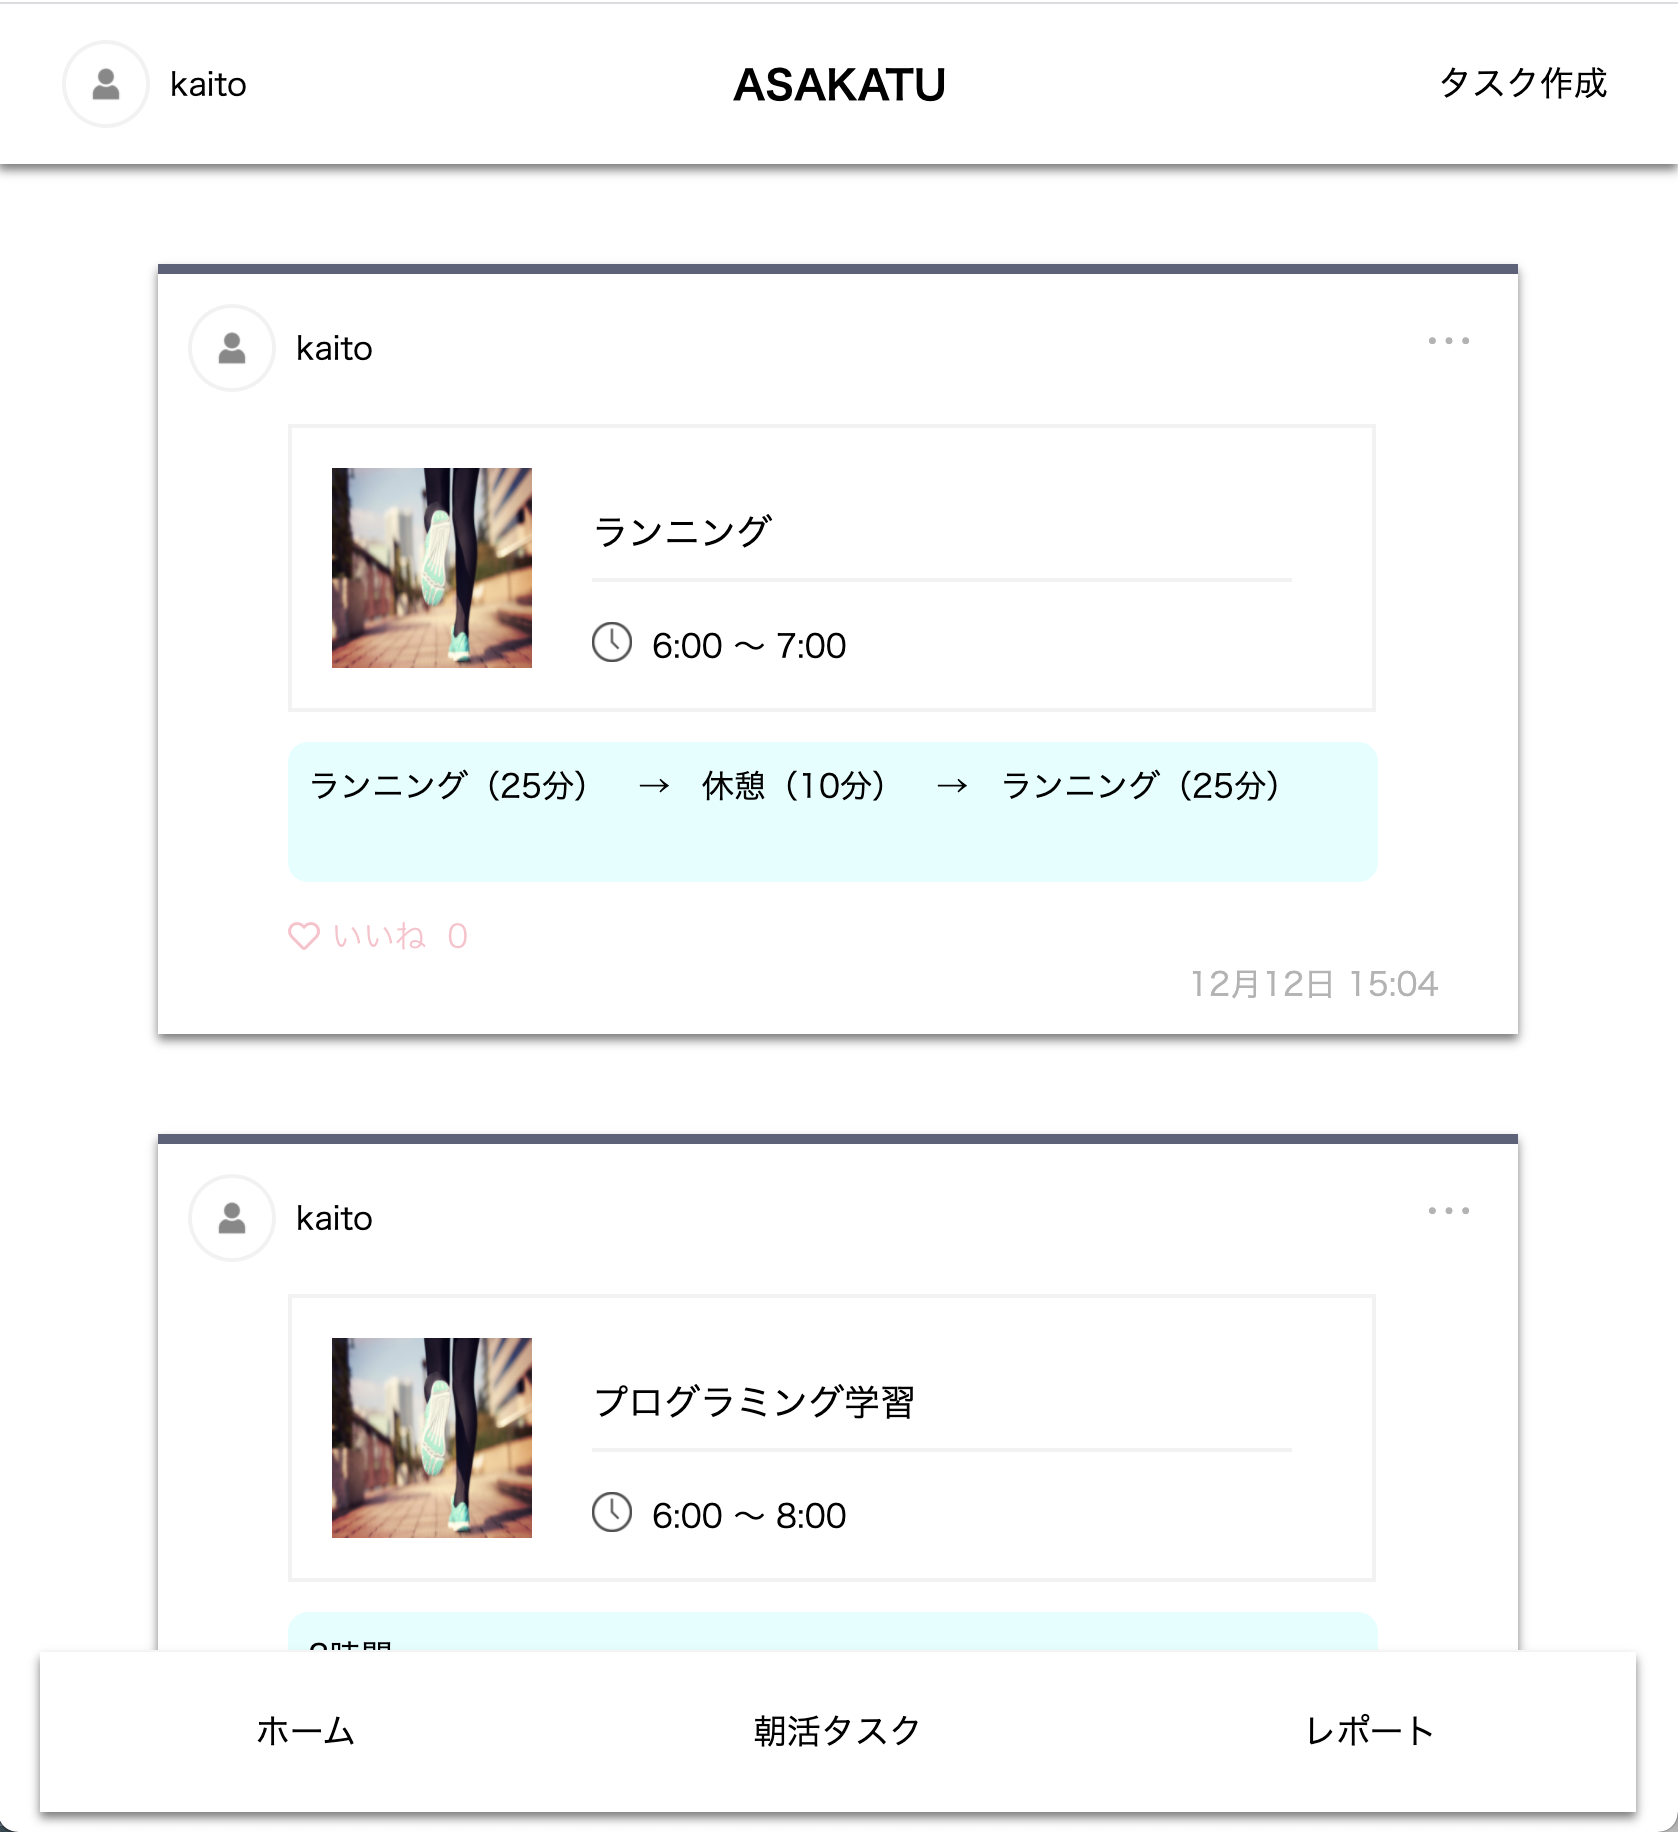 kaito
ASAKATU
タスク作成
kaito
ランニング
6:00 〜 7:00
ランニング（25分）　→　休憩（10分）　→　ランニング（25分）
いいね 0
12月12日 15:04
kaito
プログラミング学習
6:00 〜 8:00
ホーム
朝活タスク
レポート